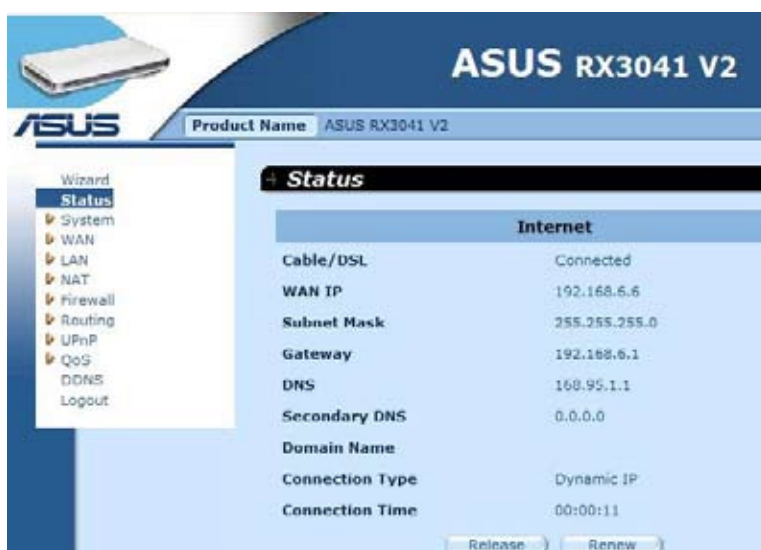 ASUS RX3041 V2
ASUS
Product Name ASUS RX3041 V2
Wizard
Status
System
WAN
LAN
NAT
Firewall
Routing
UPnP
QoS
DDNS
Logout
Status
Internet
Cable/DSL Connected
WAN IP 192.168.6.6
Subnet Mask 255.255.255.0
Gateway 192.168.6.1
DNS 168.95.1.1
Secondary DNS 0.0.0.0
Domain Name
Connection Type Dynamic IP
Connection Time 00:00:11
Release Renew